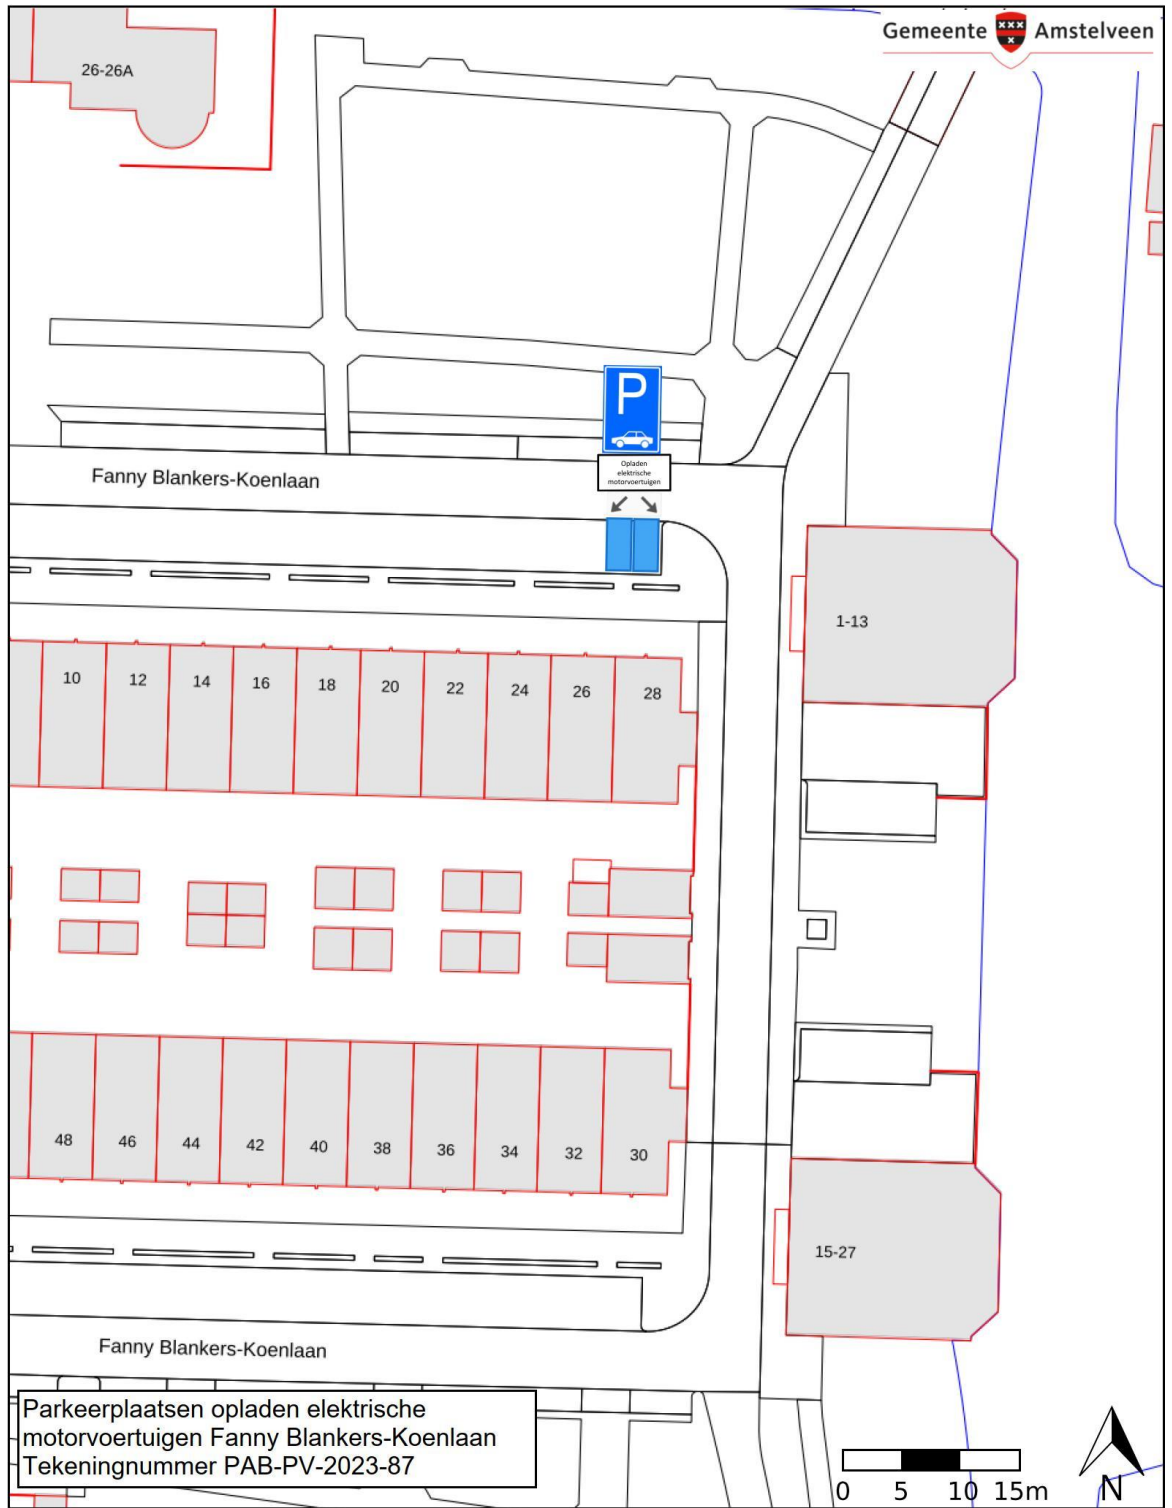 Gemeente Amstelveen
26-26A
P
Opladen
elektrische
motorvoertuigen
Fanny Blankers-Koenlaan
1-13
10 12 14 16 18 20 22 24 26 28
48 46 44 42 40 38 36 34 32 30
15-27
Fanny Blankers-Koenlaan
Parkeerplaatsen opladen elektrische
motorvoertuigen Fanny Blankers-Koenlaan
Tekeningnummer PAB-PV-2023-87
0 5 10 15m
N